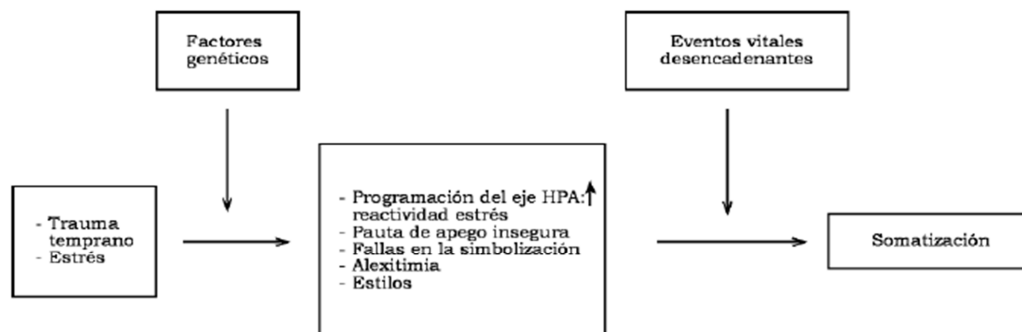 Factores
genéticos
Eventos vitales
desencadenantes
- Trauma
temprano
- Estrés
- Programación del eje HPA:↑
reactividad estrés
- Pauta de apego insegura
- Fallas en la simbolización
- Alexitimia
- Estilos
Somatización